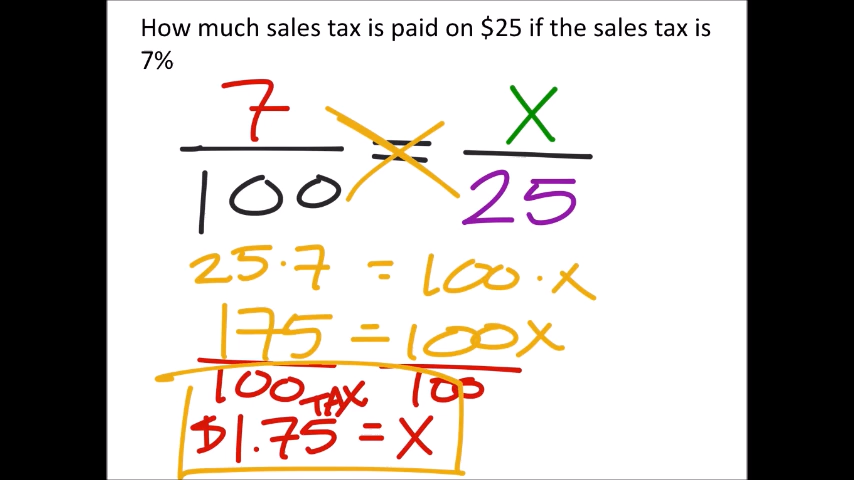 How much sales tax is paid on $25 if the sales tax is
7%
7 = X
100 25
25·7 = 100·x
175 = 100x
100 100
TAX
$1.75 = X